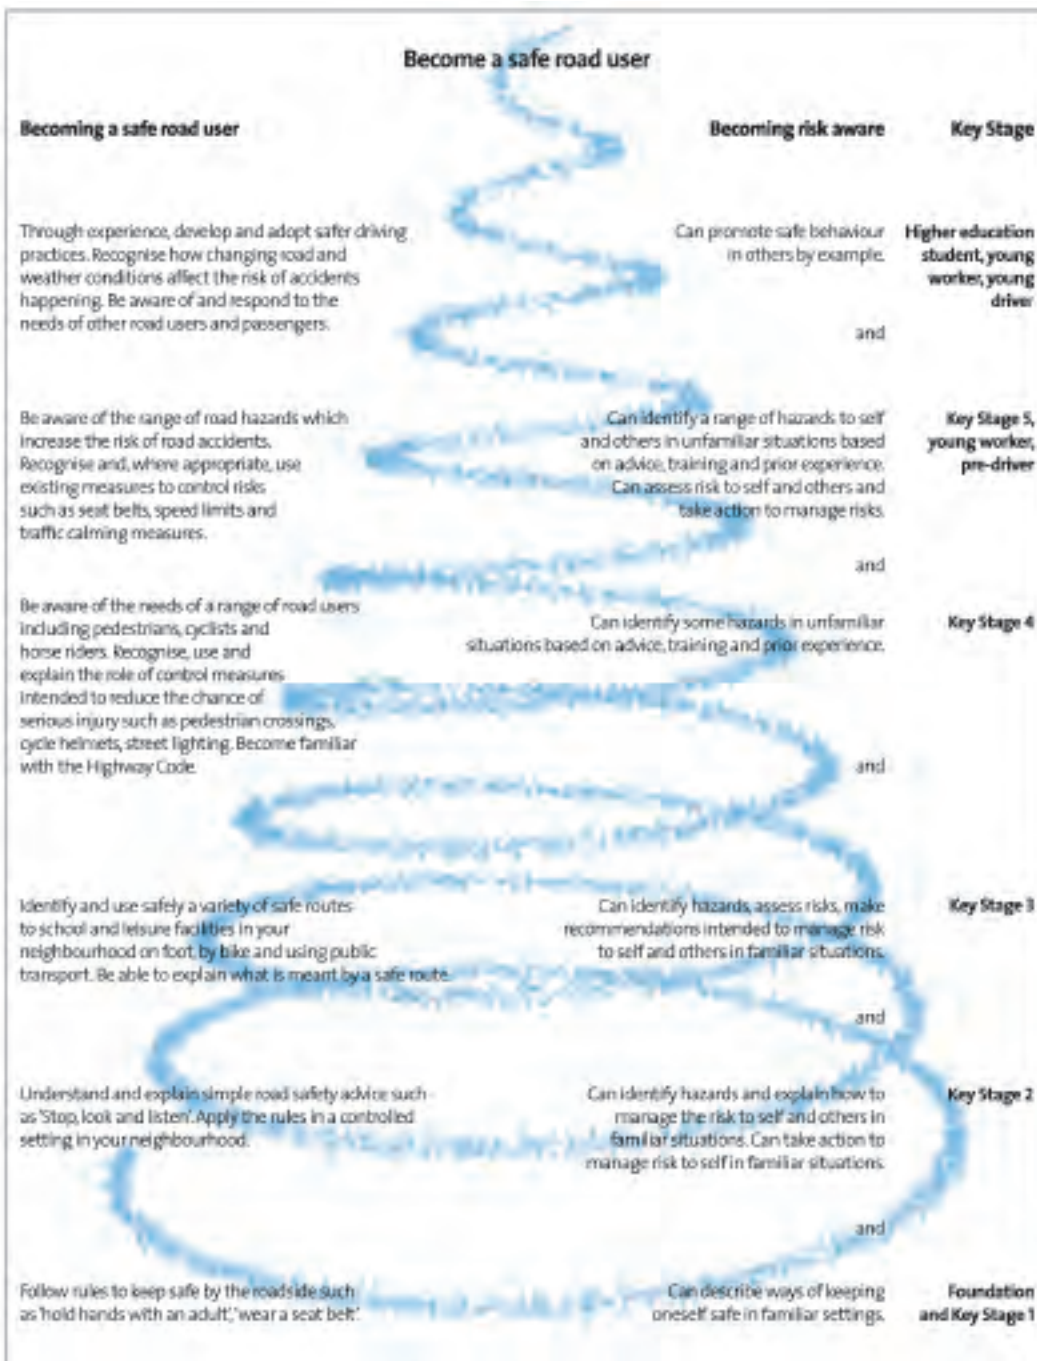 Become a safe road user
Becoming a safe road user
Becoming risk aware
Key Stage
Through experience, develop and adopt safer driving
practices. Recognise how changing road and
weather conditions affect the risk of accidents
happening. Be aware of and respond to the
needs of other road users and passengers.
Can promote safe behaviour
in others by example.
and
Higher education
student, young
worker, young
driver
Be aware of the range of road hazards which
increase the risk of road accidents.
Recognise and, where appropriate, use
existing measures to control risks
such as seat belts, speed limits and
traffic calming measures.
Can identify a range of hazards to self
and others in unfamiliar situations based
on advice, training and prior experience.
Can assess risk to self and others and
take action to manage risks.
and
Key Stage 5,
young worker,
pre-driver
Be aware of the needs of a range of road users
including pedestrians, cyclists and
horse riders. Recognise, use and
explain the role of control measures
intended to reduce the chance of
serious injury such as pedestrian crossings,
cycle helmets, street lighting. Become familiar
with the Highway Code.
Can identify some hazards in unfamiliar
situations based on advice, training and prior experience.
and
Key Stage 4
Identify and use safely a variety of safe routes
to school and leisure facilities in your
neighbourhood on foot, by bike and using public
transport. Be able to explain what is meant by a safe route.
Can identify hazards, assess risks, make
recommendations intended to manage risk
to self and others in familiar situations.
and
Key Stage 3
Understand and explain simple road safety advice such
as 'Stop, look and listen'. Apply the rules in a controlled
setting in your neighbourhood.
Can identify hazards and explain how to
manage the risk to self and others in
familiar situations. Can take action to
manage risk to self in familiar situations.
and
Key Stage 2
Follow rules to keep safe by the roadside such
as 'hold hands with an adult', 'wear a seat belt'.
Can describe ways of keeping
oneself safe in familiar settings.
Foundation
and Key Stage 1